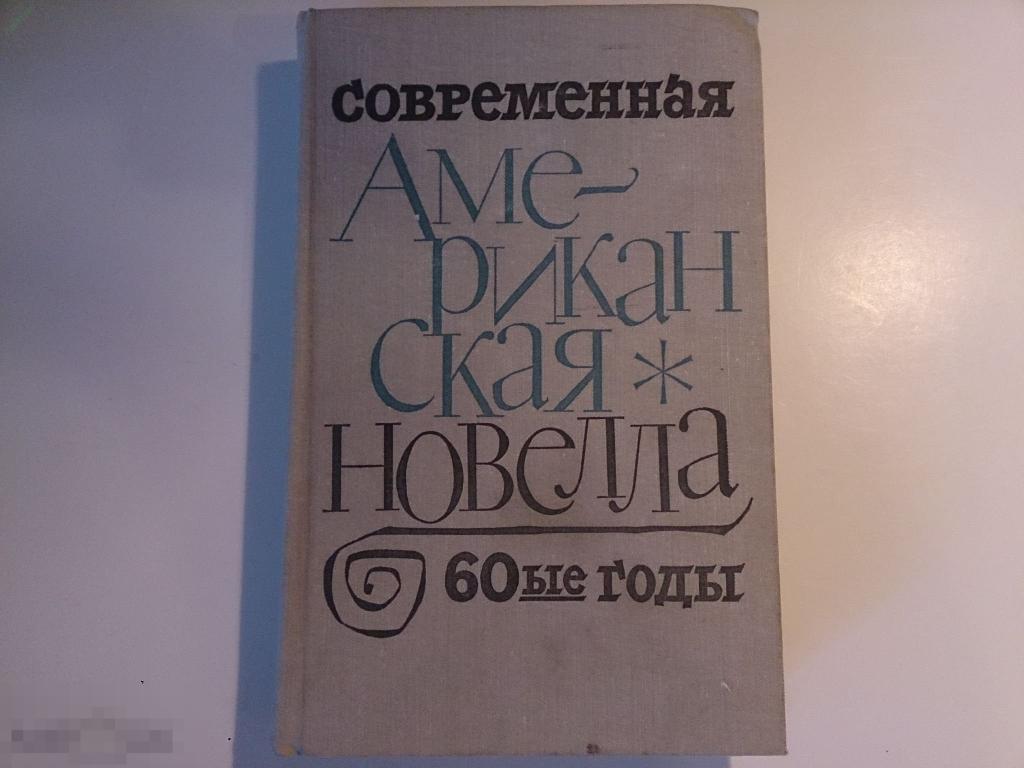 современная
Аме-
рикан
ская *
новелла
60ые годы